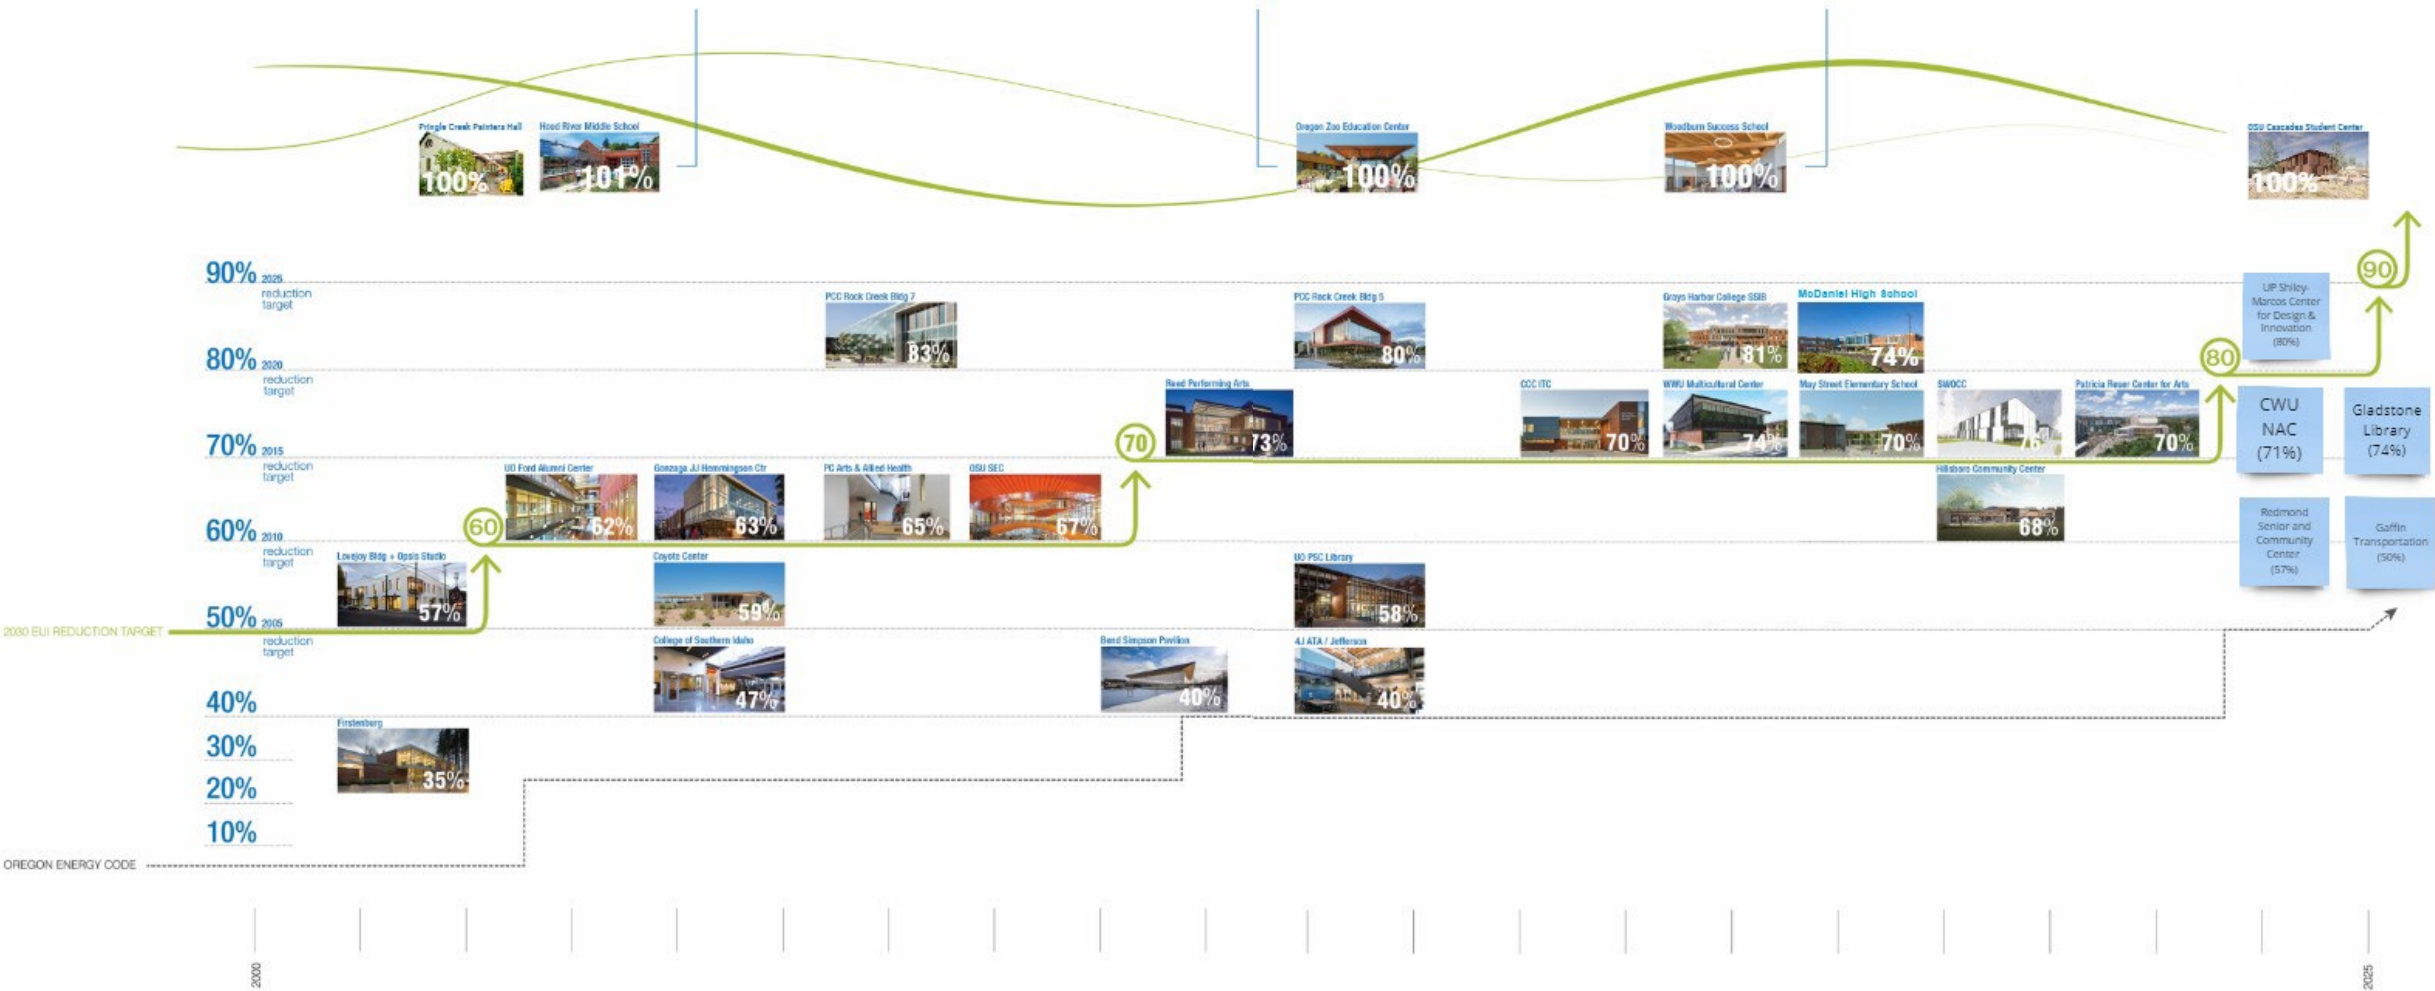 Pringle Creek Painters Hall
100%
Hood River Middle School
101%
Oregon Zoo Education Center
100%
Woodburn Success School
100%
OSU Cascades Student Center
100%
90% 2025
reduction
target
90
PCC Rock Creek Bldg 7
83%
PCC Rock Creek Bldg 5
80%
Grays Harbor College SSIB
81%
McDaniel High School
74%
UP Shiley-
Marcos Center
for Design &
Innovation
(80%)
80% 2020
reduction
target
80
Reed Performing Arts
73%
CCC ITC
70%
WWU Multicultural Center
74%
May Street Elementary School
70%
SWOCC
76%
Patricia Reser Center for Arts
70%
CWU
NAC
(71%)
Gladstone
Library
(74%)
70% 2015
reduction
target
70
UO Ford Alumni Center
62%
Gonzaga JJ Hemmingson Ctr
63%
PC Arts & Allied Health
65%
OSU SEC
67%
Hillsboro Community Center
68%
Redmond
Senior and
Community
Center
(57%)
Gaffin
Transportation
(50%)
60% 2010
reduction
target
60
Lovejoy Bldg + Opsis Studio
57%
Coyote Center
59%
UO PSC Library
58%
50% 2005
reduction
target
2030 EUI REDUCTION TARGET
College of Southern Idaho
47%
Bend Simpson Pavilion
40%
4J ATA / Jefferson
40%
40%
Firstenburg
35%
30%
20%
10%
OREGON ENERGY CODE
2000
2025